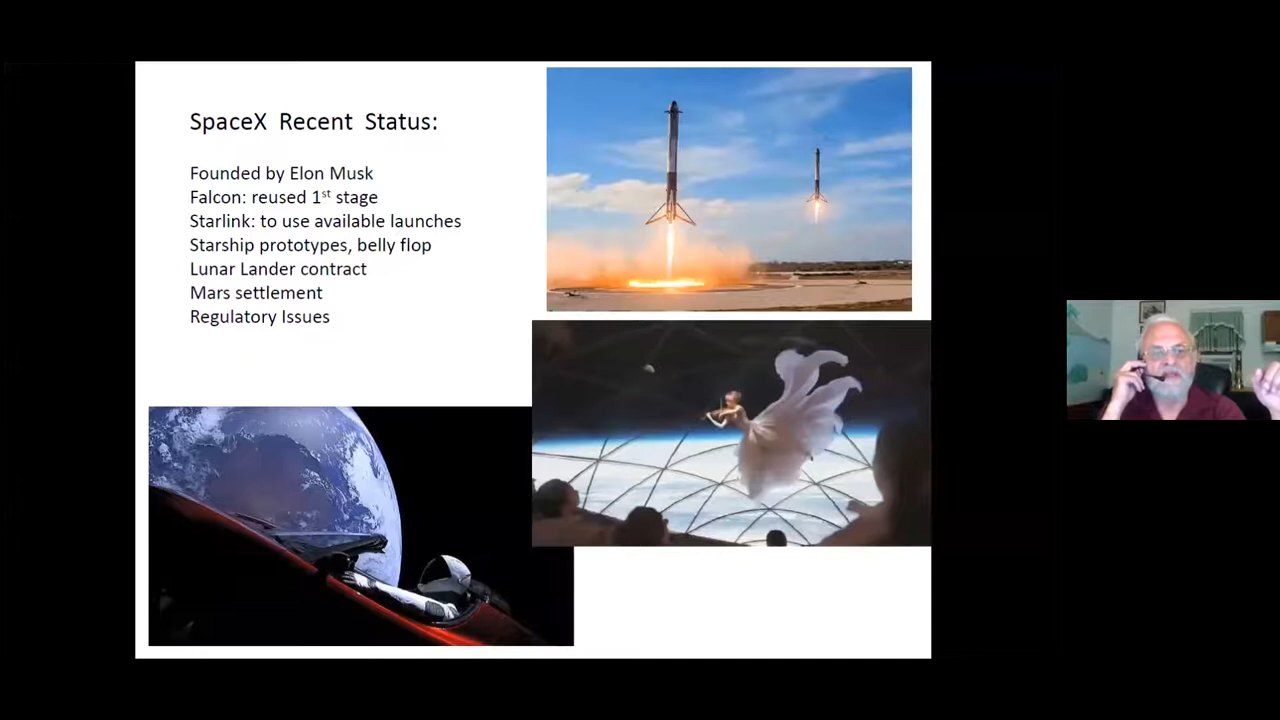 SpaceX Recent Status:
Founded by Elon Musk
Falcon: reused 1st stage
Starlink: to use available launches
Starship prototypes, belly flop
Lunar Lander contract
Mars settlement
Regulatory Issues